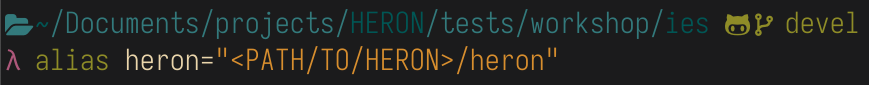 ~/Documents/projects/HERON/tests/workshop/ies devel
λ alias heron="<PATH/TO/HERON>/heron"